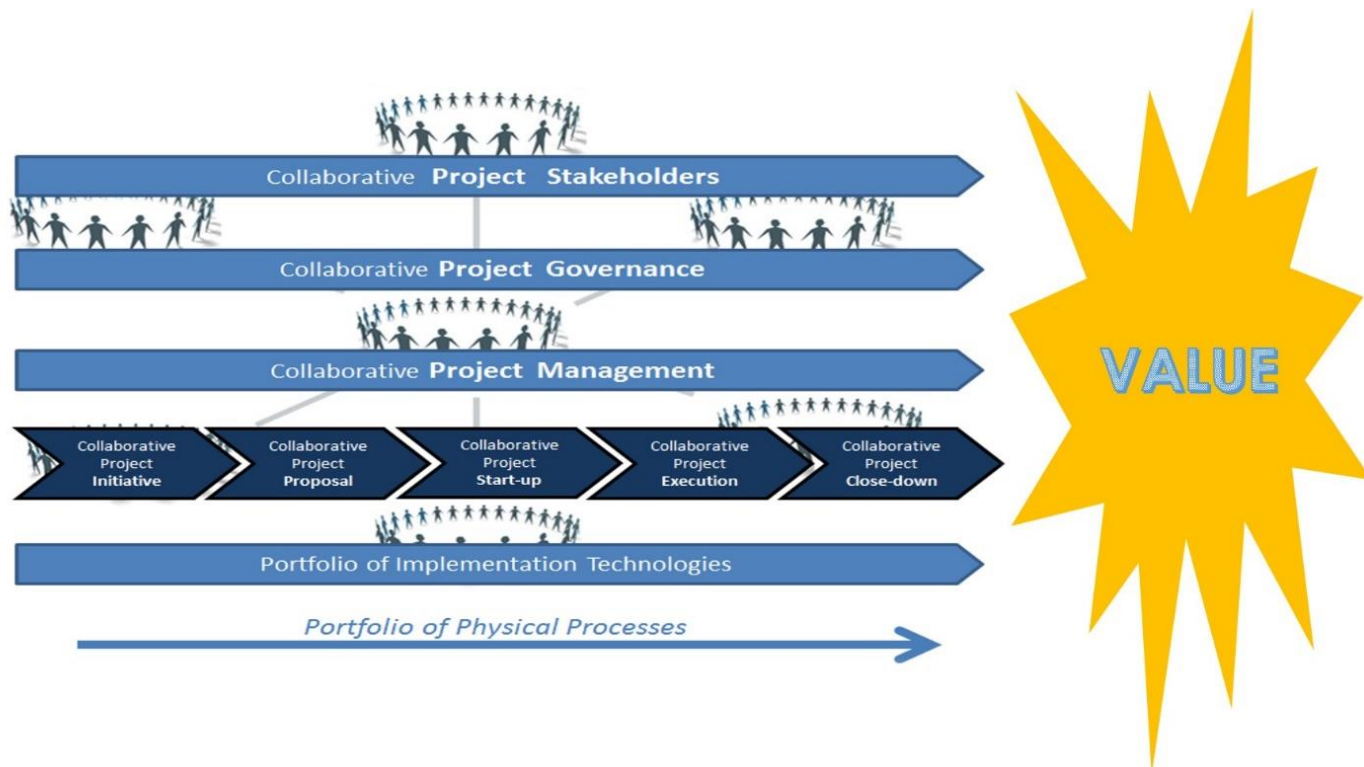 Collaborative Project Stakeholders
Collaborative Project Governance
Collaborative Project Management
Collaborative
Project
Initiative
Collaborative
Project
Proposal
Collaborative
Project
Start-up
Collaborative
Project
Execution
Collaborative
Project
Close-down
Portfolio of Implementation Technologies
Portfolio of Physical Processes
VALUE